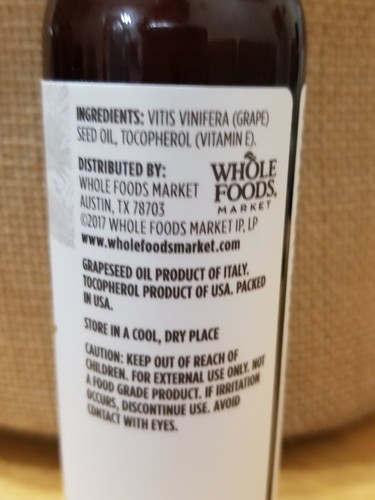 INGREDIENTS: VITIS VINIFERA (GRAPE)
SEED OIL, TOCOPHEROL (VITAMIN E).
DISTRIBUTED BY:
WHOLE FOODS MARKET
AUSTIN, TX 78703
©2017 WHOLE FOODS MARKET IP, LP
www.wholefoodsmarket.com
WHOLE
FOODS
MARKET
GRAPESEED OIL PRODUCT OF ITALY.
TOCOPHEROL PRODUCT OF USA. PACKED
IN USA.
STORE IN A COOL, DRY PLACE
CAUTION: KEEP OUT OF REACH OF
CHILDREN. FOR EXTERNAL USE ONLY. NOT
A FOOD GRADE PRODUCT. IF IRRITATION
OCCURS, DISCONTINUE USE. AVOID
CONTACT WITH EYES.